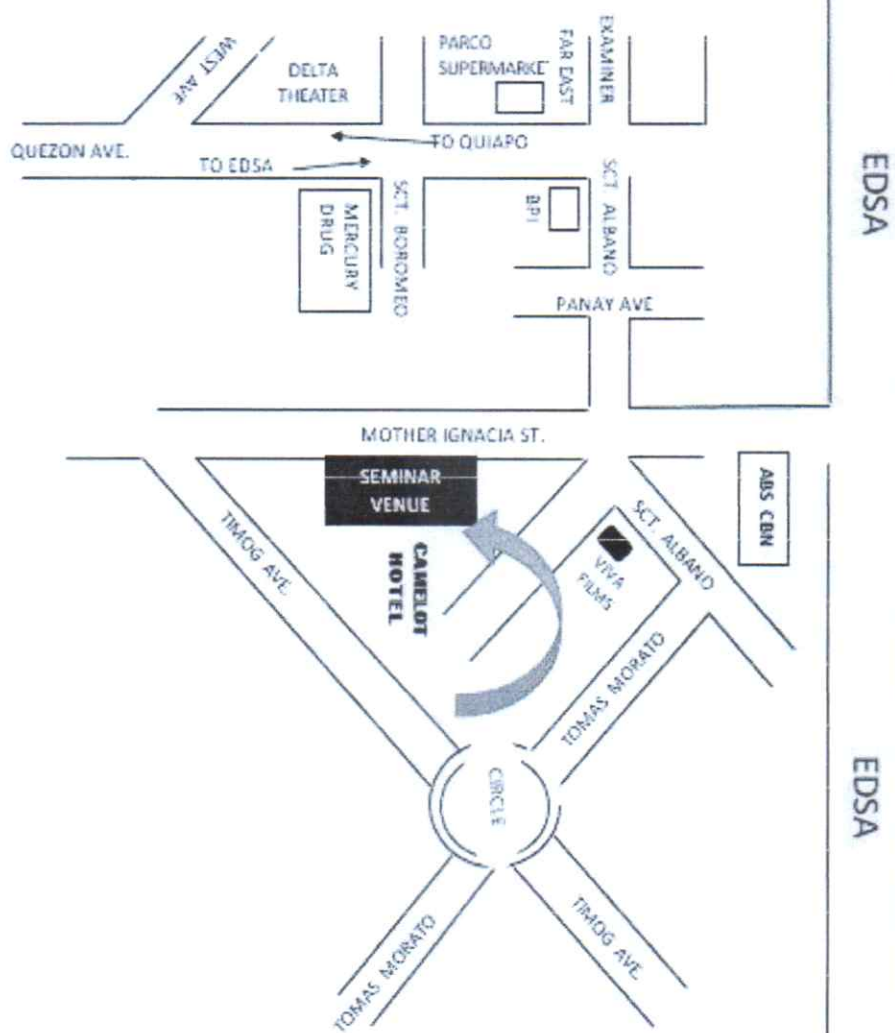 WEST AVE
DELTA
THEATER
PARCO
SUPERMARKET
FAR EAST
EXAMINER
EDSA
QUEZON AVE.
TO EDSA
TO QUIAPO
MERCURY
DRUG
SCT. BOROMEO
BPI
SCT. ALBANO
PANAY AVE
MOTHER IGNACIA ST.
SEMINAR
VENUE
ABS CBN
TIMOG AVE.
CAMELOT
HOTEL
VIVA
FILMS
SCT. ALBANO
TOMAS MORATO
EDSA
CIRCLE
TOMAS MORATO
TIMOG AVE.